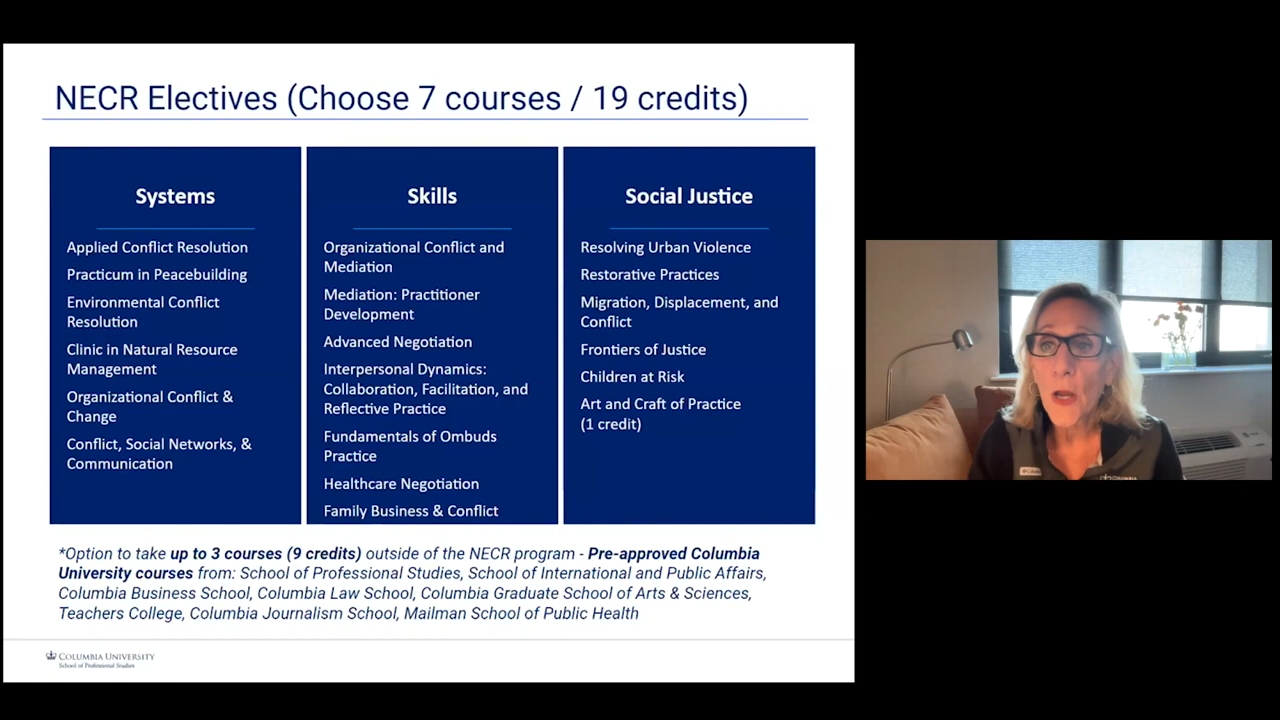 NECR Electives (Choose 7 courses / 19 credits)
Systems
Applied Conflict Resolution
Practicum in Peacebuilding
Environmental Conflict
Resolution
Clinic in Natural Resource
Management
Organizational Conflict &
Change
Conflict, Social Networks, &
Communication
Skills
Organizational Conflict and
Mediation
Mediation: Practitioner
Development
Advanced Negotiation
Interpersonal Dynamics:
Collaboration, Facilitation, and
Reflective Practice
Fundamentals of Ombuds
Practice
Healthcare Negotiation
Family Business & Conflict
Social Justice
Resolving Urban Violence
Restorative Practices
Migration, Displacement, and
Conflict
Frontiers of Justice
Children at Risk
Art and Craft of Practice
(1 credit)
*Option to take up to 3 courses (9 credits) outside of the NECR program - Pre-approved Columbia
University courses from: School of Professional Studies, School of International and Public Affairs,
Columbia Business School, Columbia Law School, Columbia Graduate School of Arts & Sciences,
Teachers College, Columbia Journalism School, Mailman School of Public Health
COLUMBIA UNIVERSITY
School of Professional Studies
COLUMBIA